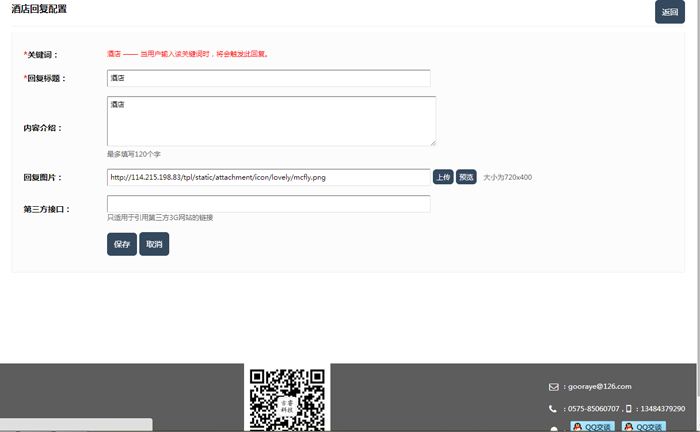 酒店回复配置
返回
*关键词：
酒店 —— 当用户输入该关键词时，将会触发此回复。
*回复标题：
酒店
内容介绍：
酒店
最多填写120个字
回复图片：
http://114.215.198.83/tpl/static/attachment/icon/lovely/mcfly.png
上传 预览 大小为720x400
第三方接口：
只适用于引用第三方3G网站的链接
保存 取消
古睿
科技
：gooraye@126.com
：0575-85060707 , ：13484379290
： QQ交谈 QQ交谈